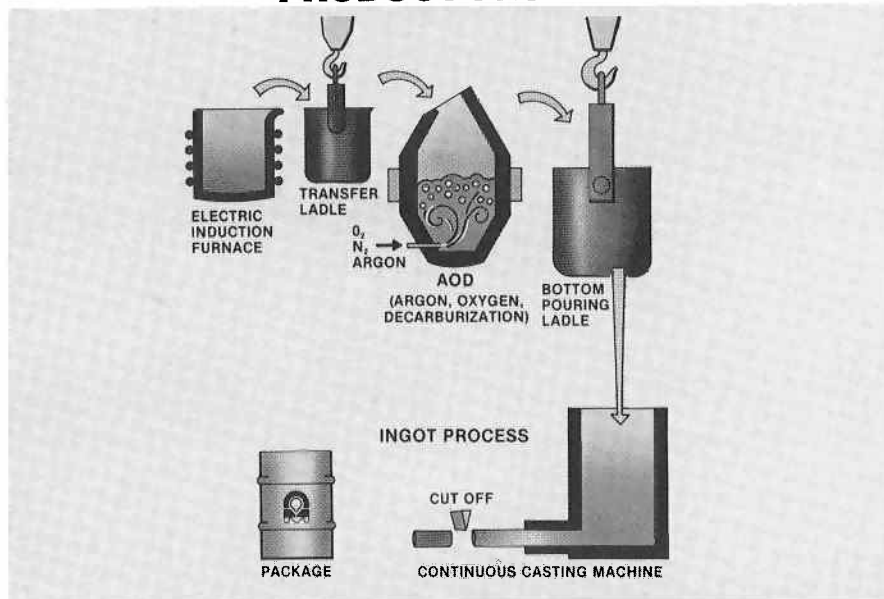 ELECTRIC
INDUCTION
FURNACE
TRANSFER
LADLE
O₂
N₂
ARGON
AOD
(ARGON, OXYGEN,
DECARBURIZATION)
BOTTOM
POURING
LADLE
INGOT PROCESS
CUT OFF
PACKAGE
CONTINUOUS CASTING MACHINE